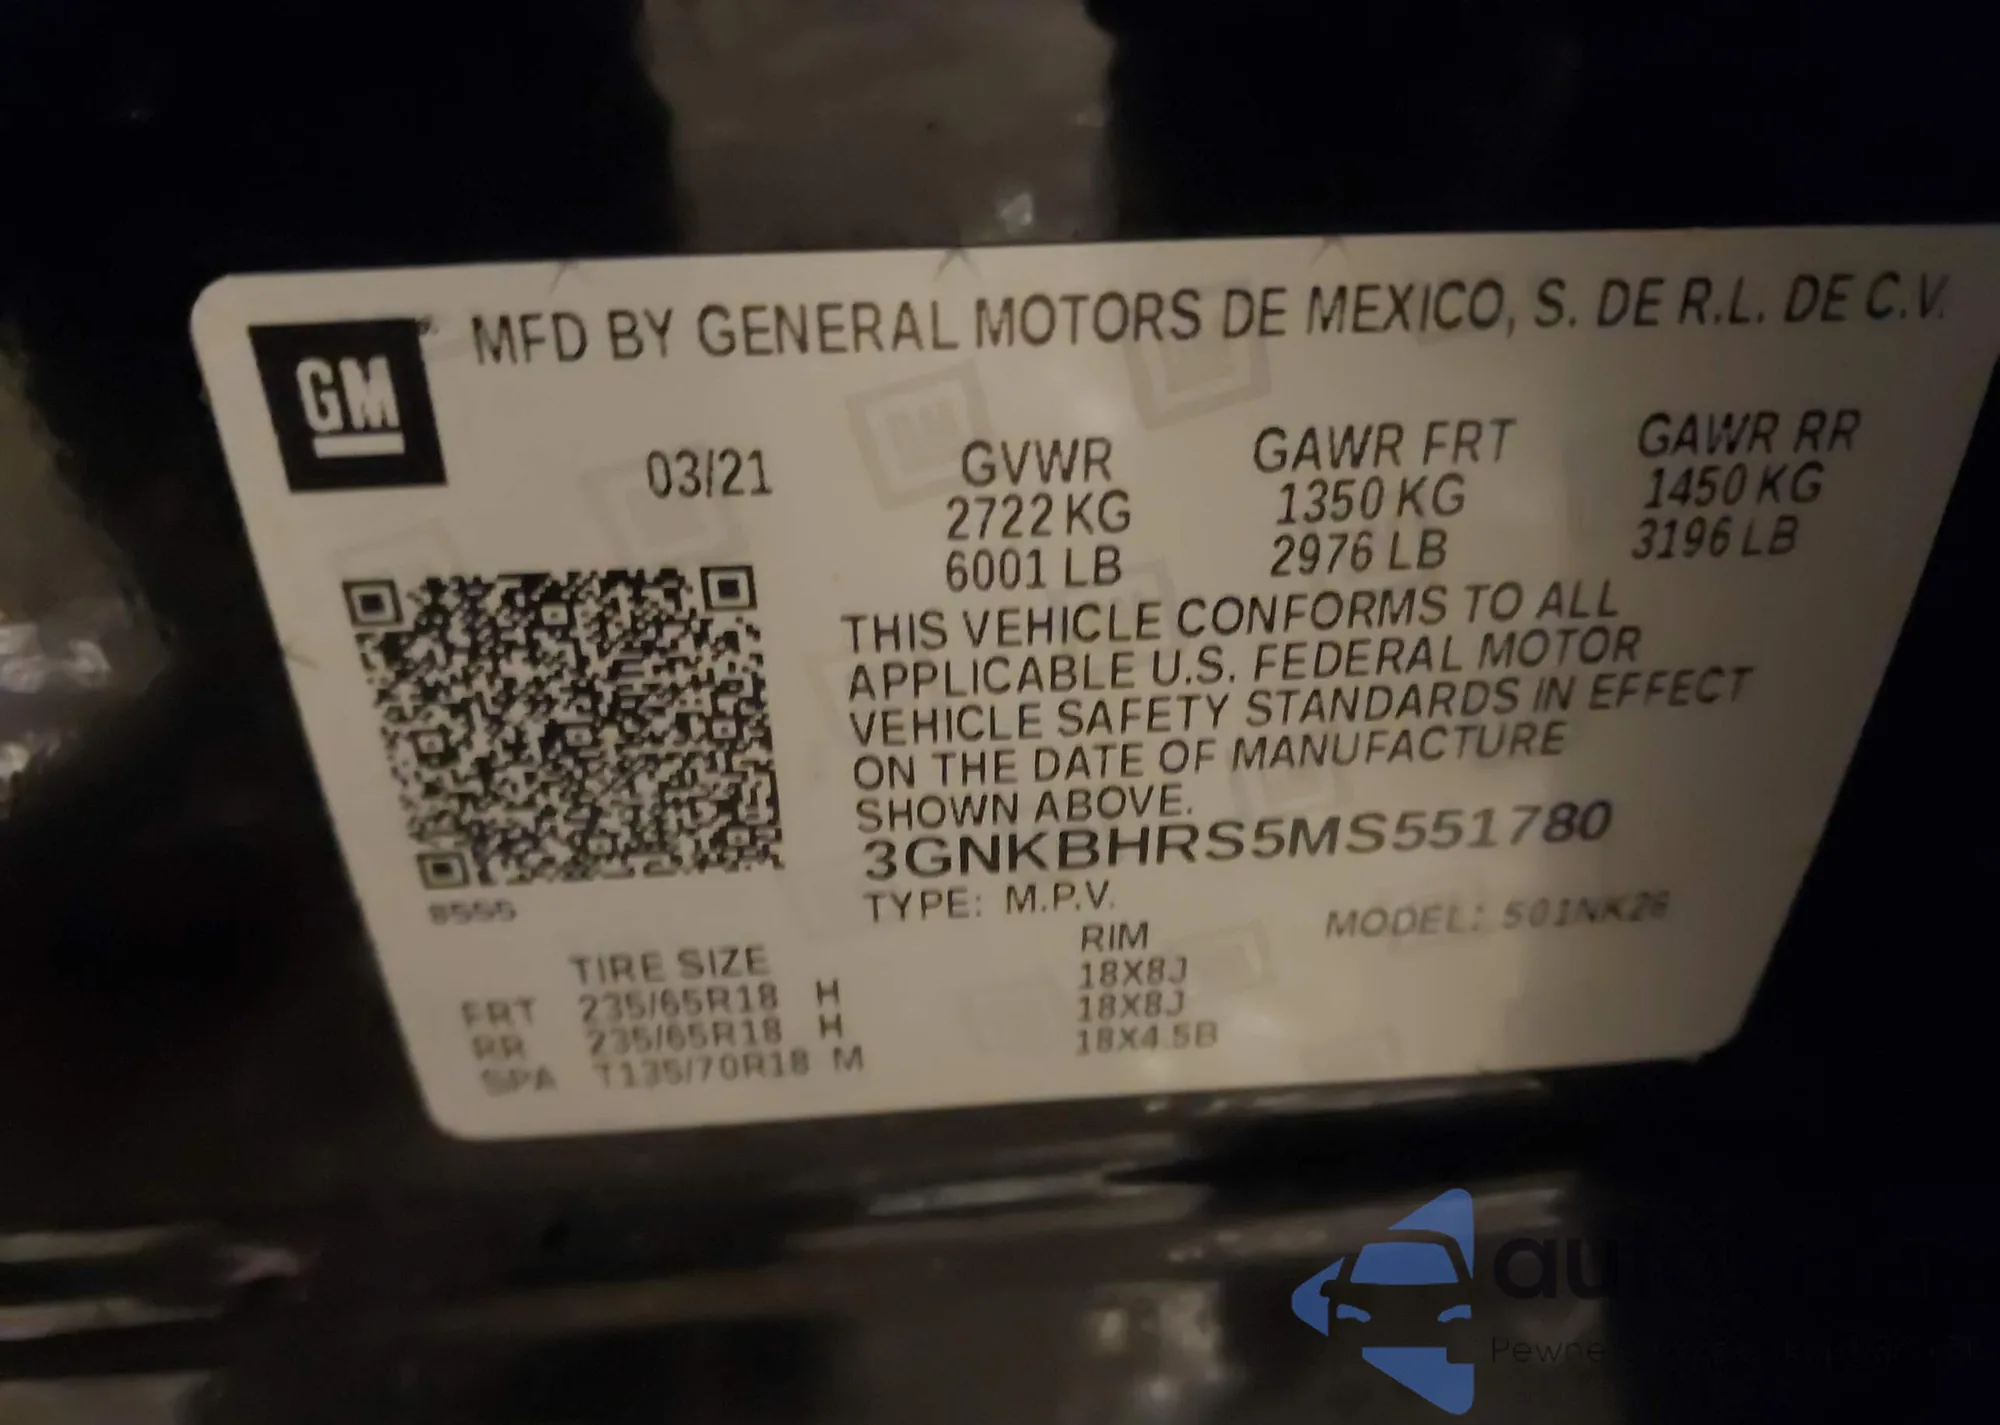 GM
MFD BY GENERAL MOTORS DE MEXICO, S. DE R.L. DE C.V.
03/21 GVWR GAWR FRT GAWR RR
2722 KG 1350 KG 1450 KG
6001 LB 2976 LB 3196 LB
THIS VEHICLE CONFORMS TO ALL
APPLICABLE U.S. FEDERAL MOTOR
VEHICLE SAFETY STANDARDS IN EFFECT
ON THE DATE OF MANUFACTURE
SHOWN ABOVE.
3GNKBHRS5MS551780
8555
TYPE: M.P.V. MODEL: 501NK26
TIRE SIZE RIM
FRT 235/65R18 H 18X8J
RR 235/65R18 H 18X8J
SPA T135/70R18 M 18X4.5B
Pewne